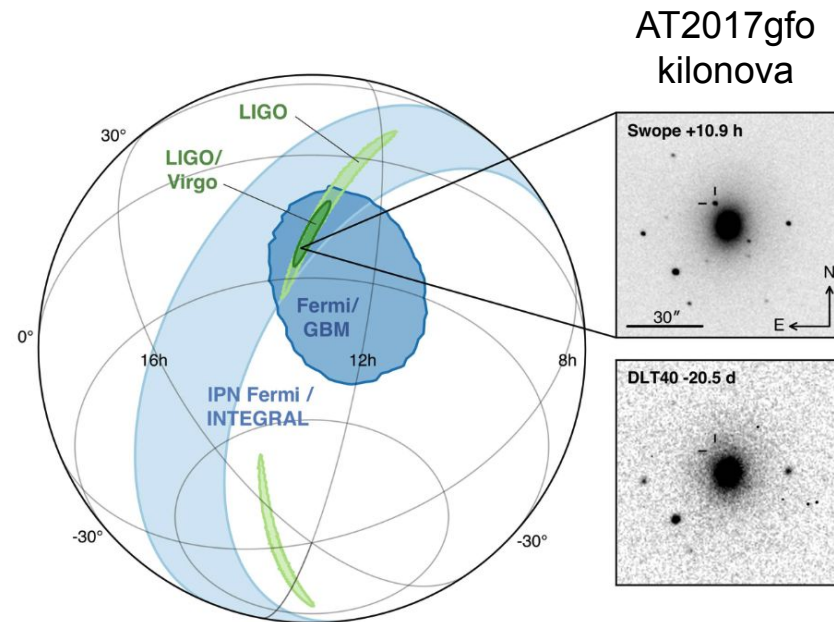 AT2017gfo
kilonova
LIGO
30°
LIGO/
Virgo
Swope +10.9 h
N
30″
E
Fermi/
GBM
0°
16h
12h
8h
IPN Fermi /
INTEGRAL
DLT40 -20.5 d
-30°
-30°